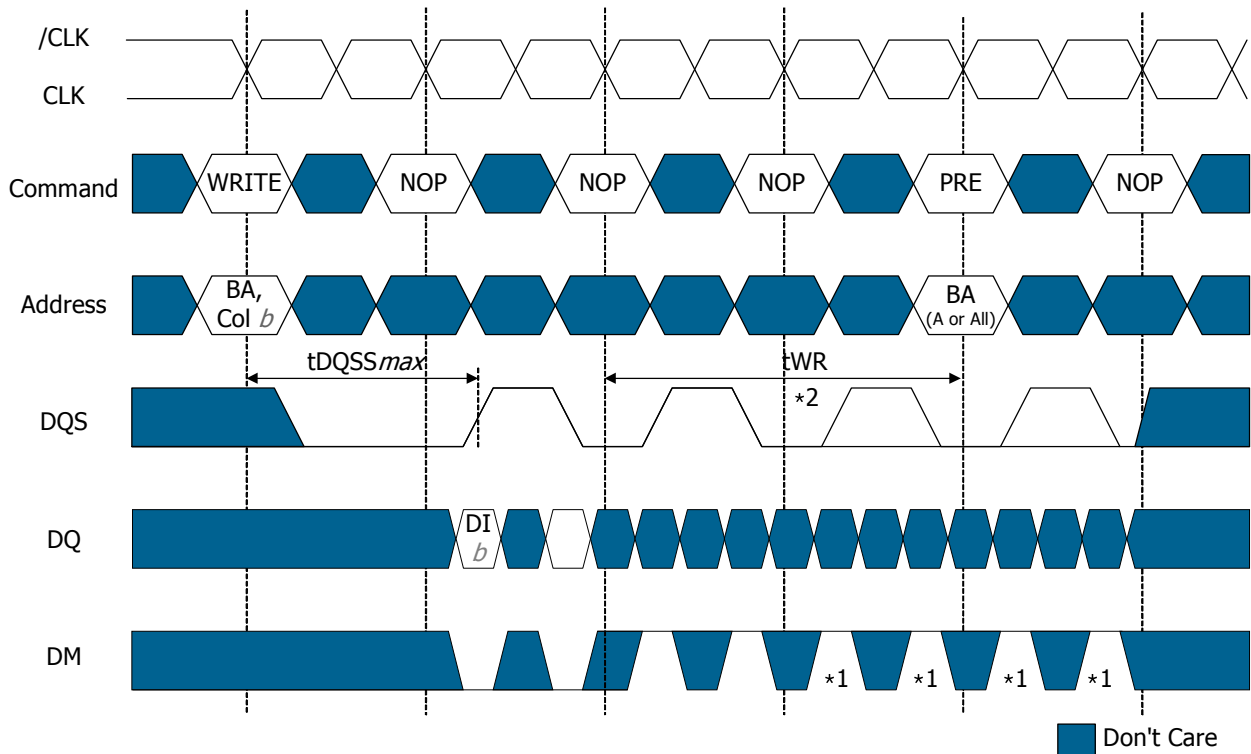 /CLK
CLK
Command
WRITE
NOP
NOP
NOP
PRE
NOP
Address
BA,
Col b
BA
(A or All)
tDQSSmax
tWR
*2
DQS
DQ
DI
b
DM
*1
*1
*1
*1
Don't Care